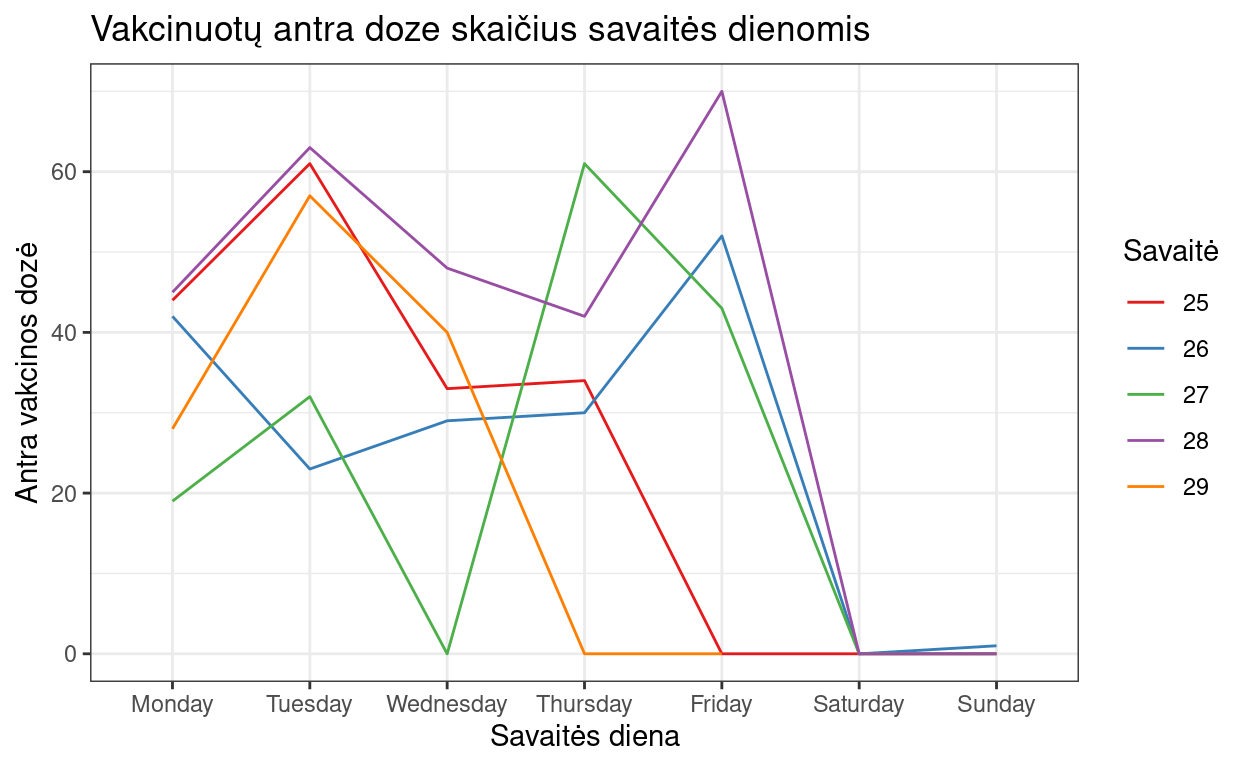 Vakcinuotų antra doze skaičius savaitės dienomis
Antra vakcinos dozė
60
40
20
0
Monday Tuesday Wednesday Thursday Friday Saturday Sunday
Savaitės diena
Savaitė
25
26
27
28
29